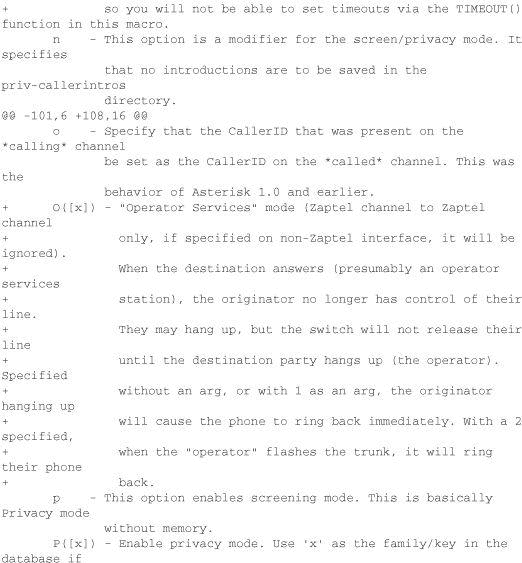 + so you will not be able to set timeouts via the TIMEOUT()
function in this macro.
n - This option is a modifier for the screen/privacy mode. It
specifies
that no introductions are to be saved in the
priv-callerintros
directory.
@@ -101,6 +108,16 @@
o - Specify that the CallerID that was present on the
*calling* channel
be set as the CallerID on the *called* channel. This was
the
behavior of Asterisk 1.0 and earlier.
+ O([x]) - "Operator Services" mode (Zaptel channel to Zaptel
channel
+ only, if specified on non-Zaptel interface, it will be
ignored).
+ When the destination answers (presumably an operator
services
+ station), the originator no longer has control of their
line.
+ They may hang up, but the switch will not release their
line
+ until the destination party hangs up (the operator).
Specified
+ without an arg, or with 1 as an arg, the originator
hanging up
+ will cause the phone to ring back immediately. With a 2
specified,
+ when the "operator" flashes the trunk, it will ring
their phone
+ back.
p - This option enables screening mode. This is basically
Privacy mode
without memory.
P([x]) - Enable privacy mode. Use 'x' as the family/key in the
database if